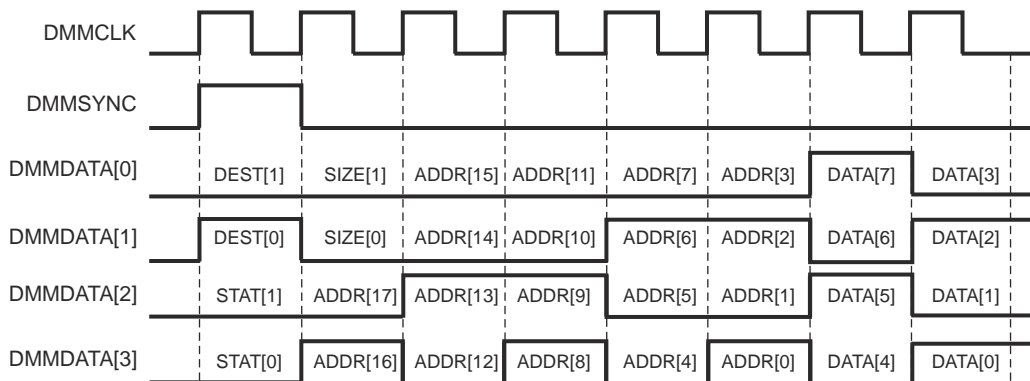 DMMCLK
DMMSYNC
DMMDATA[0] DEST[1] SIZE[1] ADDR[15] ADDR[11] ADDR[7] ADDR[3] DATA[7] DATA[3]
DMMDATA[1] DEST[0] SIZE[0] ADDR[14] ADDR[10] ADDR[6] ADDR[2] DATA[6] DATA[2]
DMMDATA[2] STAT[1] ADDR[17] ADDR[13] ADDR[9] ADDR[5] ADDR[1] DATA[5] DATA[1]
DMMDATA[3] STAT[0] ADDR[16] ADDR[12] ADDR[8] ADDR[4] ADDR[0] DATA[4] DATA[0]